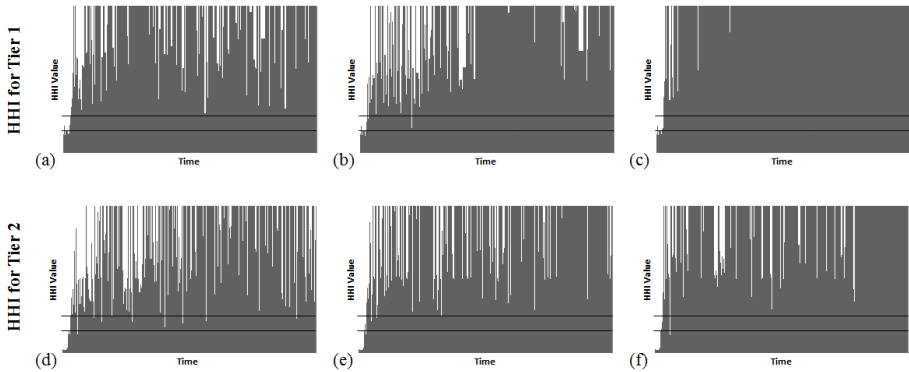 HHI for Tier 1
HHI Value
HHI Value
HHI Value
(a)
Time
(b)
Time
(c)
Time
HHI for Tier 2
HHI Value
HHI Value
HHI Value
(d)
Time
(e)
Time
(f)
Time